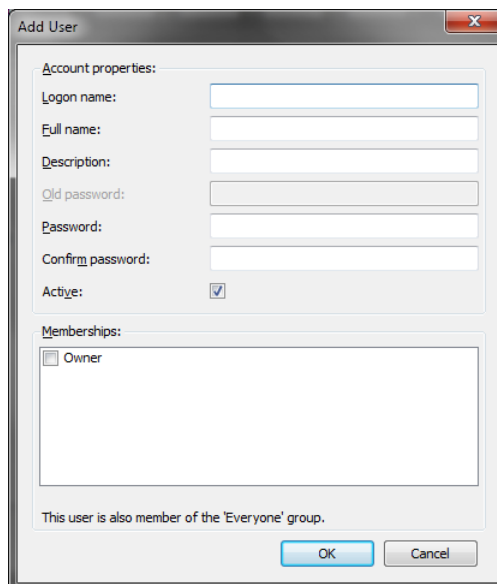 Add User
Account properties:
Logon name:
Full name:
Description:
Old password:
Password:
Confirm password:
Active:
Memberships:
Owner
This user is also member of the 'Everyone' group.
OK
Cancel